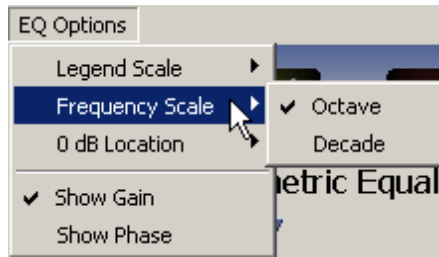 EQ Options
Legend Scale
Frequency Scale
Octave
0 dB Location
Decade
Show Gain
Show Phase